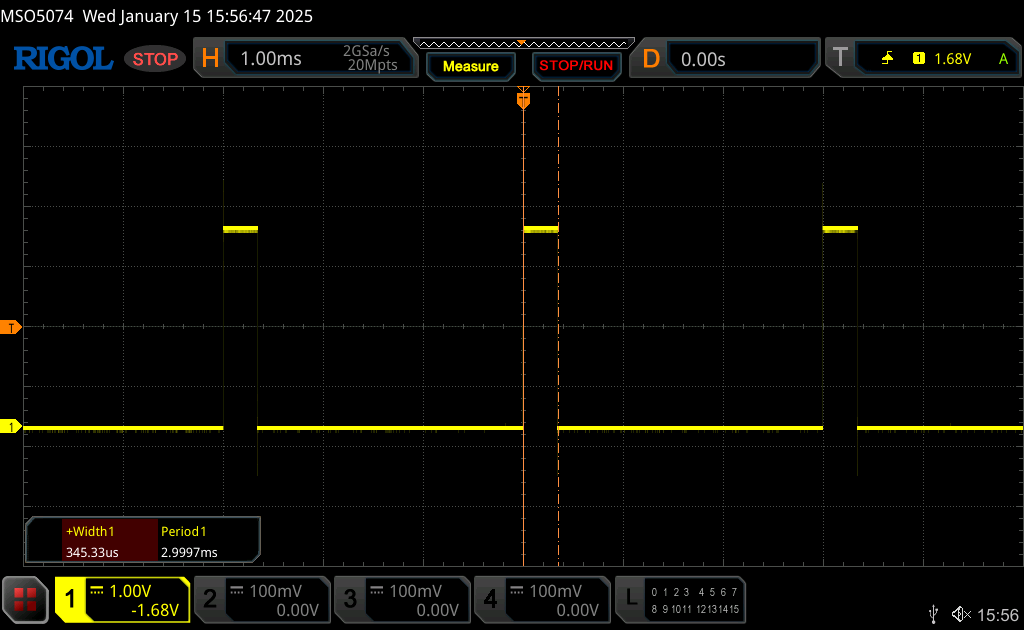 MSO5074 Wed January 15 15:56:47 2025
RIGOL STOP H 1.00ms 2GSa/s 20Mpts Measure STOP/RUN D 0.00s T 1 1.68V A
T
T
1
+Width1 Period1
345.33us 2.9997ms
1 1.00V -1.68V
2 100mV 0.00V
3 100mV 0.00V
4 100mV 0.00V
L 0 1 2 3 4 5 6 7
8 9 10 11 12 13 14 15
15:56